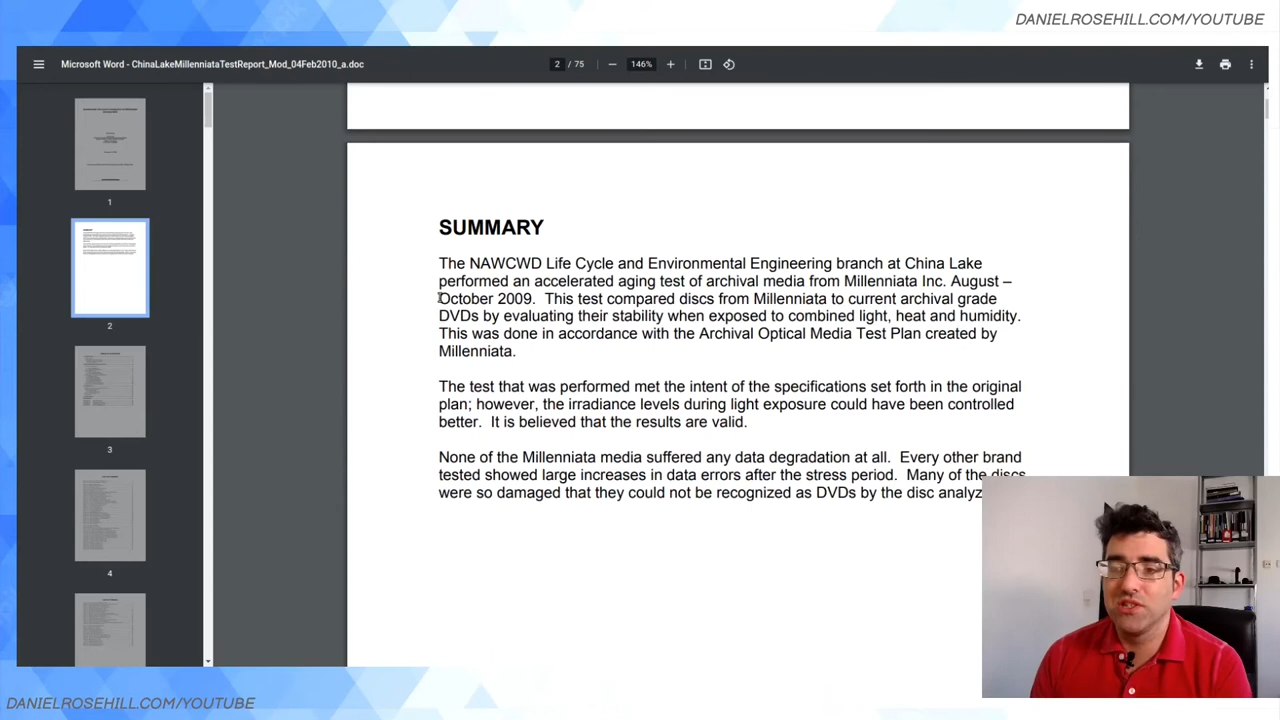 DANIELROSEHILL.COM/YOUTUBE
Microsoft Word - ChinaLakeMillenniataTestReport_Mod_04Feb2010_a.doc
2 / 75
146%
1
2
3
4
SUMMARY
The NAWCWD Life Cycle and Environmental Engineering branch at China Lake
performed an accelerated aging test of archival media from Millenniata Inc. August –
October 2009.  This test compared discs from Millenniata to current archival grade
DVDs by evaluating their stability when exposed to combined light, heat and humidity.
This was done in accordance with the Archival Optical Media Test Plan created by
Millenniata.
The test that was performed met the intent of the specifications set forth in the original
plan; however, the irradiance levels during light exposure could have been controlled
better.  It is believed that the results are valid.
None of the Millenniata media suffered any data degradation at all.  Every other brand
tested showed large increases in data errors after the stress period.  Many of the discs
were so damaged that they could not be recognized as DVDs by the disc
DANIELROSEHILL.COM/YOUTUBE